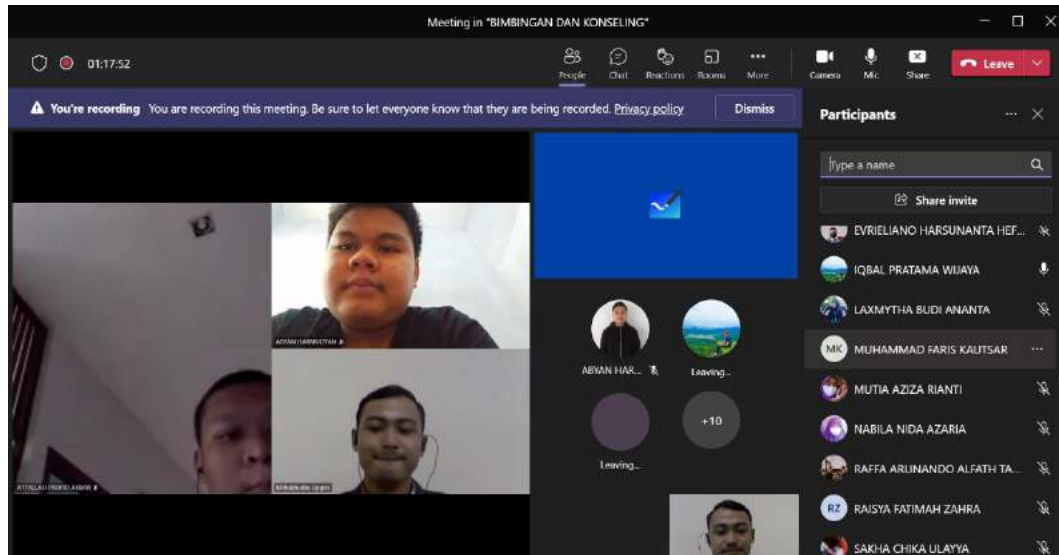 Meeting in "BIMBINGAN DAN KONSELING"
01:17:52
People
Chat
Reactions
Rooms
More
Camera
Mic
Share
Leave
You're recording You are recording this meeting. Be sure to let everyone know that they are being recorded. Privacy policy
Dismiss
Participants
Type a name
Share invite
EVRIELIANO HARSUNANTA HEF...
IQBAL PRATAMA WIJAYA
LAXMYTHA BUDI ANANTA
MK MUHAMMAD FARIS KAUTSAR
MUTIA AZIZA RIANTI
NABILA NIDA AZARIA
RAFFA ARLINANDO ALFATH TA...
RZ RAISYA FATIMAH ZAHRA
SAKHA CHIKA ULAYYA
ABYAN HAR...
Leaving...
Leaving...
+10